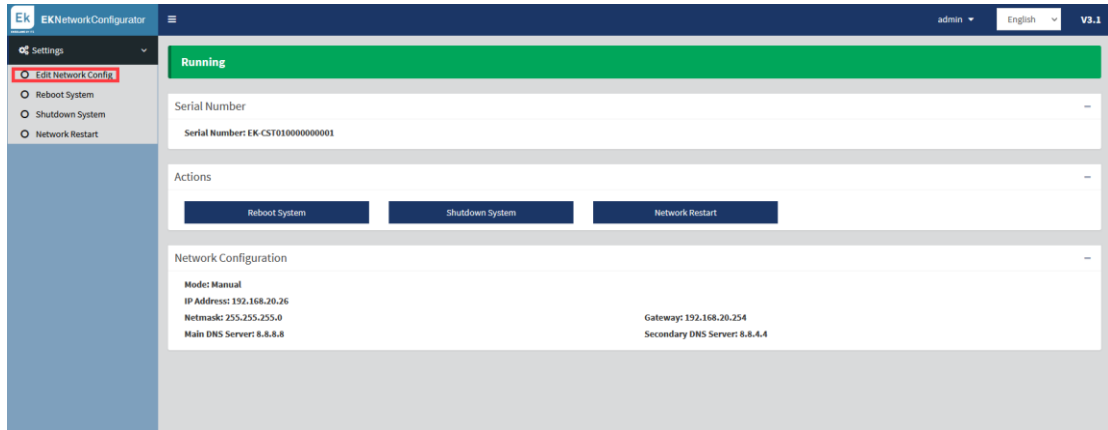 Ek EKNetworkConfigurator admin English V3.1
Settings
Edit Network Config
Reboot System
Shutdown System
Network Restart
Running
Serial Number
Serial Number: EK-CST010000000001
Actions
Reboot System Shutdown System Network Restart
Network Configuration
Mode: Manual
IP Address: 192.168.20.26
Netmask: 255.255.255.0 Gateway: 192.168.20.254
Main DNS Server: 8.8.8.8 Secondary DNS Server: 8.8.4.4